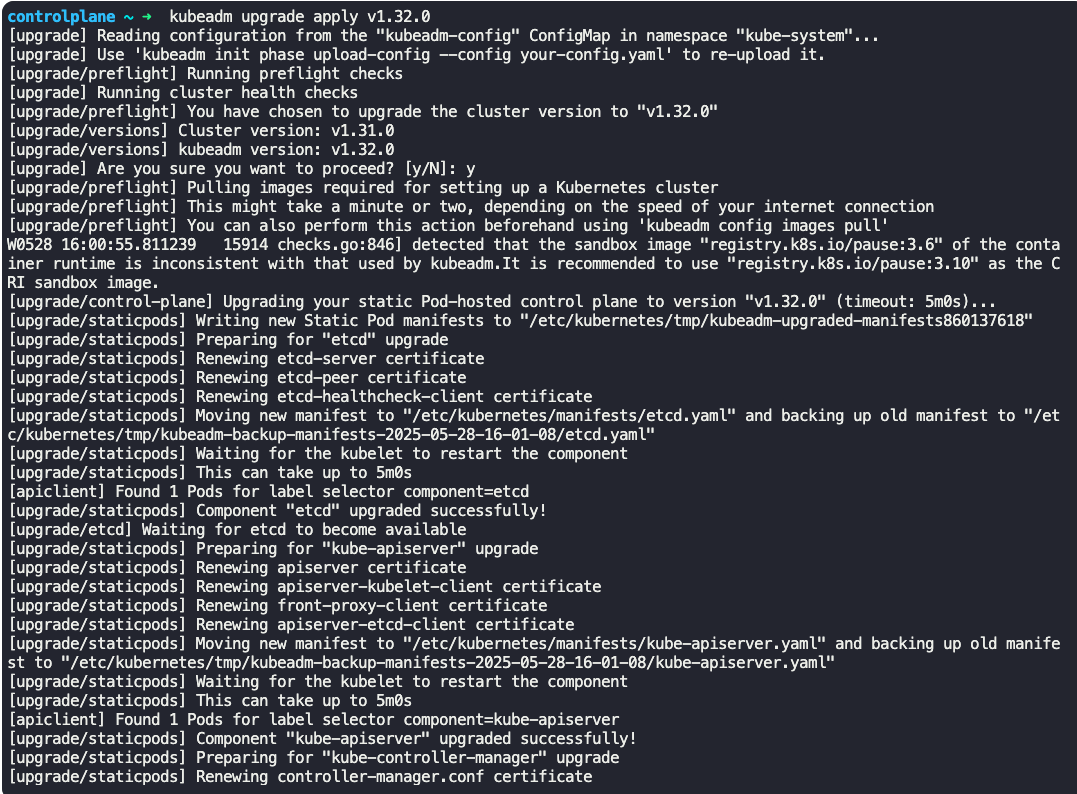 controlplane ~ ➜  kubeadm upgrade apply v1.32.0
[upgrade] Reading configuration from the "kubeadm-config" ConfigMap in namespace "kube-system"...
[upgrade] Use 'kubeadm init phase upload-config --config your-config.yaml' to re-upload it.
[upgrade/preflight] Running preflight checks
[upgrade] Running cluster health checks
[upgrade/preflight] You have chosen to upgrade the cluster version to "v1.32.0"
[upgrade/versions] Cluster version: v1.31.0
[upgrade/versions] kubeadm version: v1.32.0
[upgrade] Are you sure you want to proceed? [y/N]: y
[upgrade/preflight] Pulling images required for setting up a Kubernetes cluster
[upgrade/preflight] This might take a minute or two, depending on the speed of your internet connection
[upgrade/preflight] You can also perform this action beforehand using 'kubeadm config images pull'
W0528 16:00:55.811239   15914 checks.go:846] detected that the sandbox image "registry.k8s.io/pause:3.6" of the conta
iner runtime is inconsistent with that used by kubeadm.It is recommended to use "registry.k8s.io/pause:3.10" as the C
RI sandbox image.
[upgrade/control-plane] Upgrading your static Pod-hosted control plane to version "v1.32.0" (timeout: 5m0s)...
[upgrade/staticpods] Writing new Static Pod manifests to "/etc/kubernetes/tmp/kubeadm-upgraded-manifests860137618"
[upgrade/staticpods] Preparing for "etcd" upgrade
[upgrade/staticpods] Renewing etcd-server certificate
[upgrade/staticpods] Renewing etcd-peer certificate
[upgrade/staticpods] Renewing etcd-healthcheck-client certificate
[upgrade/staticpods] Moving new manifest to "/etc/kubernetes/manifests/etcd.yaml" and backing up old manifest to "/et
c/kubernetes/tmp/kubeadm-backup-manifests-2025-05-28-16-01-08/etcd.yaml"
[upgrade/staticpods] Waiting for the kubelet to restart the component
[upgrade/staticpods] This can take up to 5m0s
[apiclient] Found 1 Pods for label selector component=etcd
[upgrade/staticpods] Component "etcd" upgraded successfully!
[upgrade/etcd] Waiting for etcd to become available
[upgrade/staticpods] Preparing for "kube-apiserver" upgrade
[upgrade/staticpods] Renewing apiserver certificate
[upgrade/staticpods] Renewing apiserver-kubelet-client certificate
[upgrade/staticpods] Renewing front-proxy-client certificate
[upgrade/staticpods] Renewing apiserver-etcd-client certificate
[upgrade/staticpods] Moving new manifest to "/etc/kubernetes/manifests/kube-apiserver.yaml" and backing up old manife
st to "/etc/kubernetes/tmp/kubeadm-backup-manifests-2025-05-28-16-01-08/kube-apiserver.yaml"
[upgrade/staticpods] Waiting for the kubelet to restart the component
[upgrade/staticpods] This can take up to 5m0s
[apiclient] Found 1 Pods for label selector component=kube-apiserver
[upgrade/staticpods] Component "kube-apiserver" upgraded successfully!
[upgrade/staticpods] Preparing for "kube-controller-manager" upgrade
[upgrade/staticpods] Renewing controller-manager.conf certificate